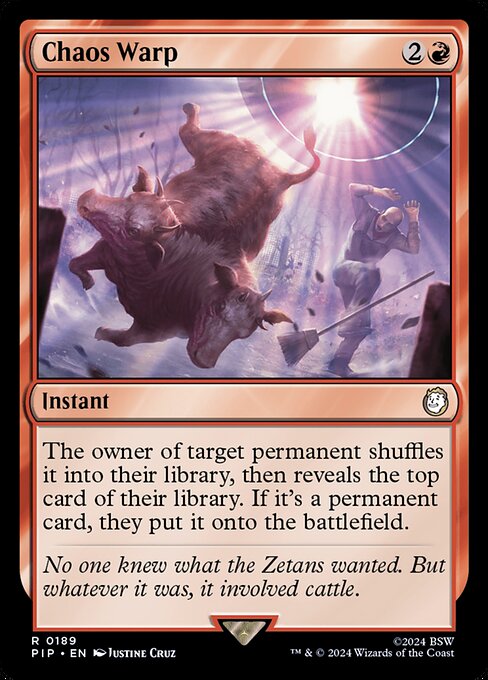 Chaos Warp 2
Instant
The owner of target permanent shuffles
it into their library, then reveals the top
card of their library. If it's a permanent
card, they put it onto the battlefield.
No one knew what the Zetans wanted. But
whatever it was, it involved cattle.
R 0189
©2024 BSW
PIP • EN Justine Cruz
™ & © 2024 Wizards of the Coast